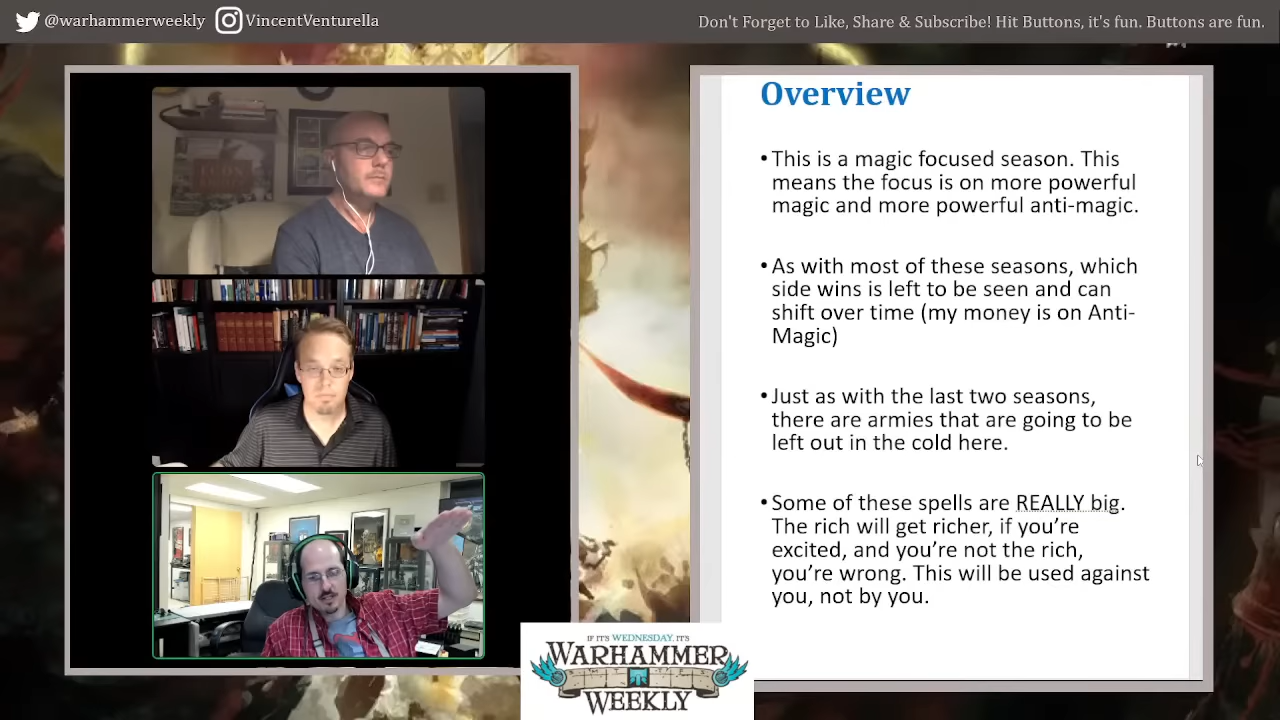 @warhammerweekly
VincentVenturella
Don't Forget to Like, Share & Subscribe! Hit Buttons, it's fun. Buttons are fun.
Overview
•This is a magic focused season. This
means the focus is on more powerful
magic and more powerful anti-magic.
•As with most of these seasons, which
side wins is left to be seen and can
shift over time (my money is on Anti-
Magic)
•Just as with the last two seasons,
there are armies that are going to be
left out in the cold here.
•Some of these spells are REALLY big.
The rich will get richer, if you're
excited, and you're not the rich,
you're wrong. This will be used against
you, not by you.
IF IT'S WEDNESDAY, IT'S
WARHAMMER
WEEKLY